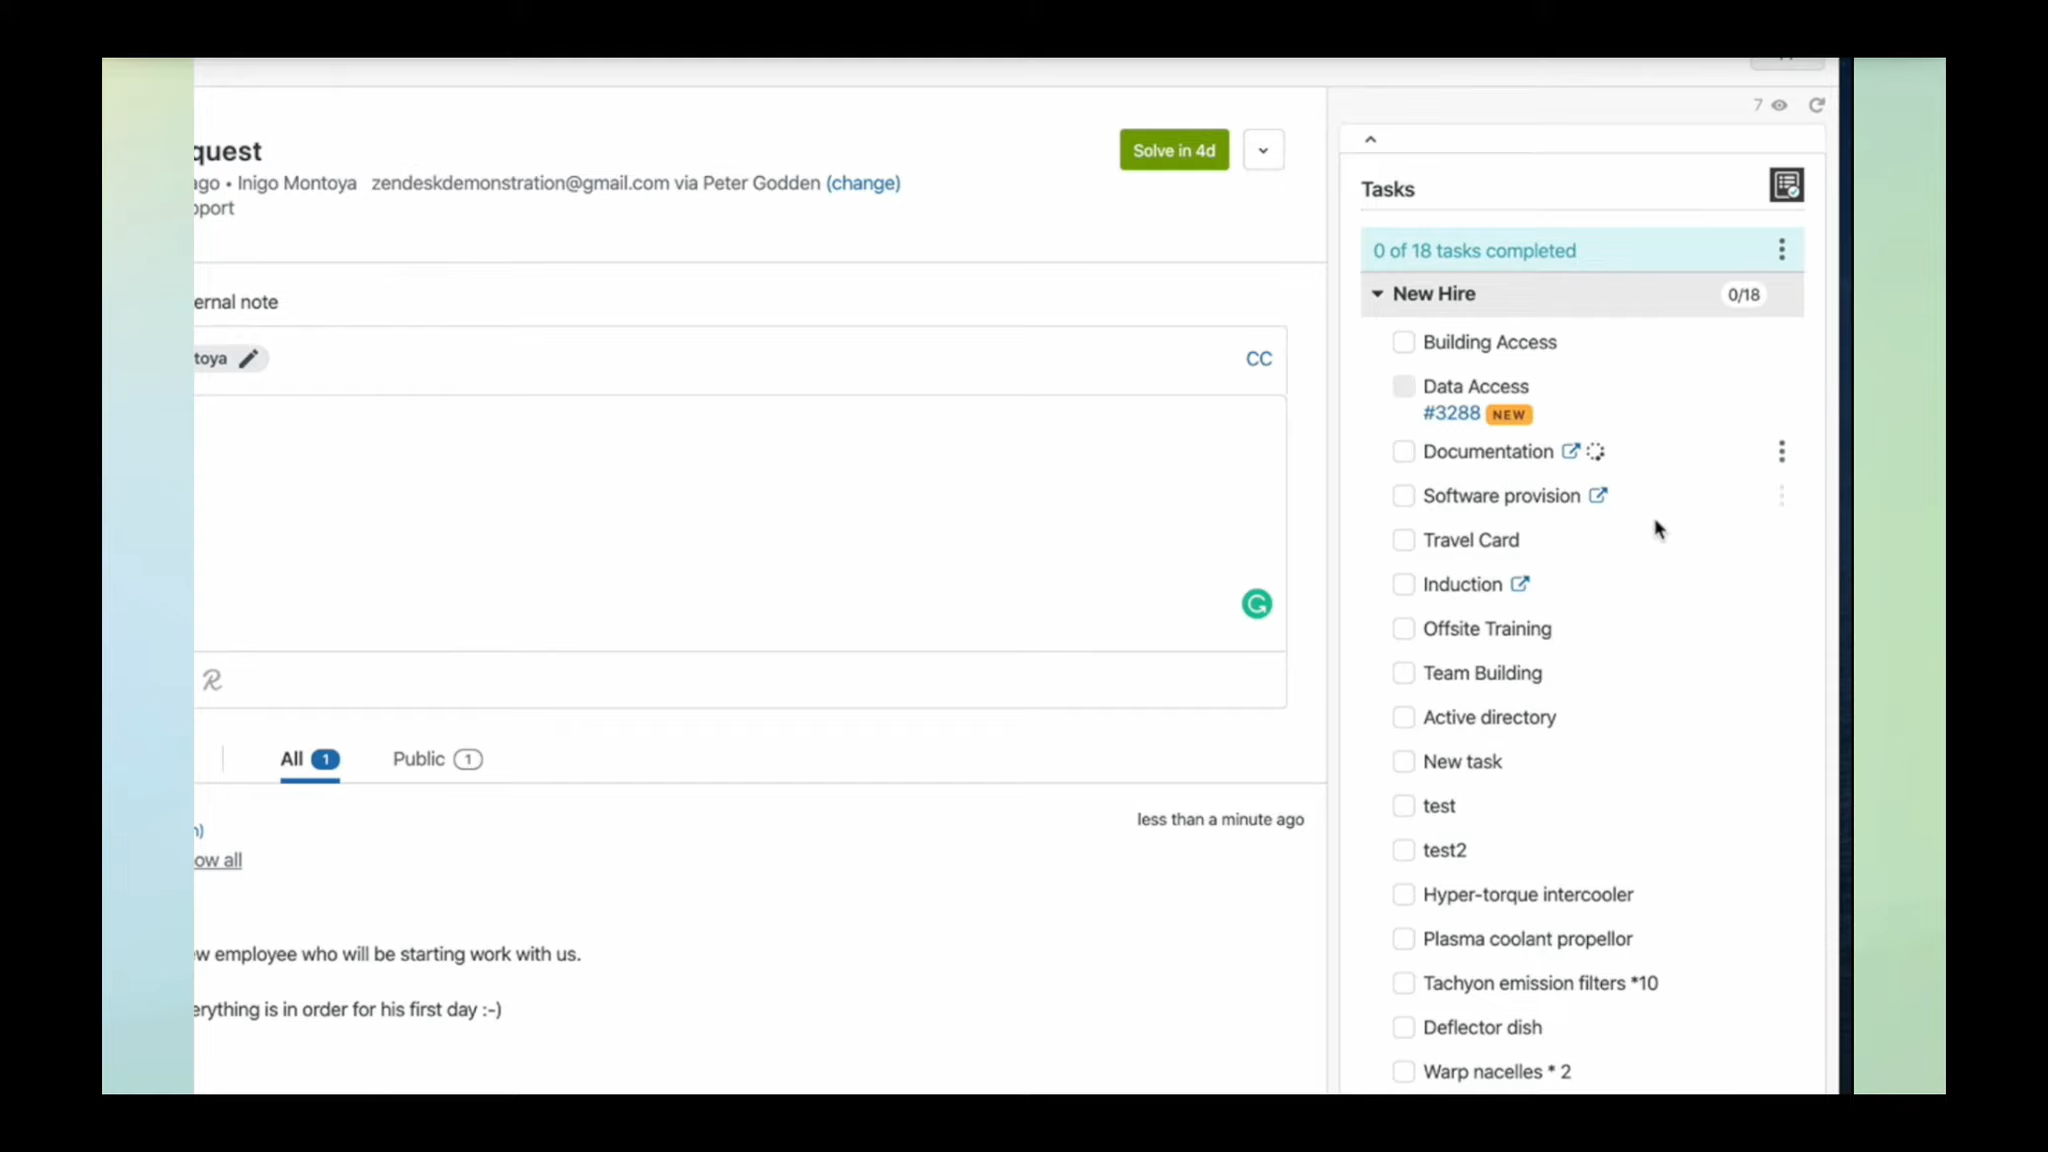 7
quest
Solve in 4d
ago • Inigo Montoya zendeskdemonstration@gmail.com via Peter Godden (change)
pport
Tasks
0 of 18 tasks completed
New Hire 0/18
ernal note
toya
CC
Building Access
Data Access
#3288 NEW
Documentation
Software provision
Travel Card
Induction
Offsite Training
Team Building
Active directory
New task
test
test2
Hyper-torque intercooler
Plasma coolant propellor
Tachyon emission filters *10
Deflector dish
Warp nacelles * 2
All 1 Public 1
n)
less than a minute ago
ow all
ew employee who will be starting work with us.
erything is in order for his first day :-)